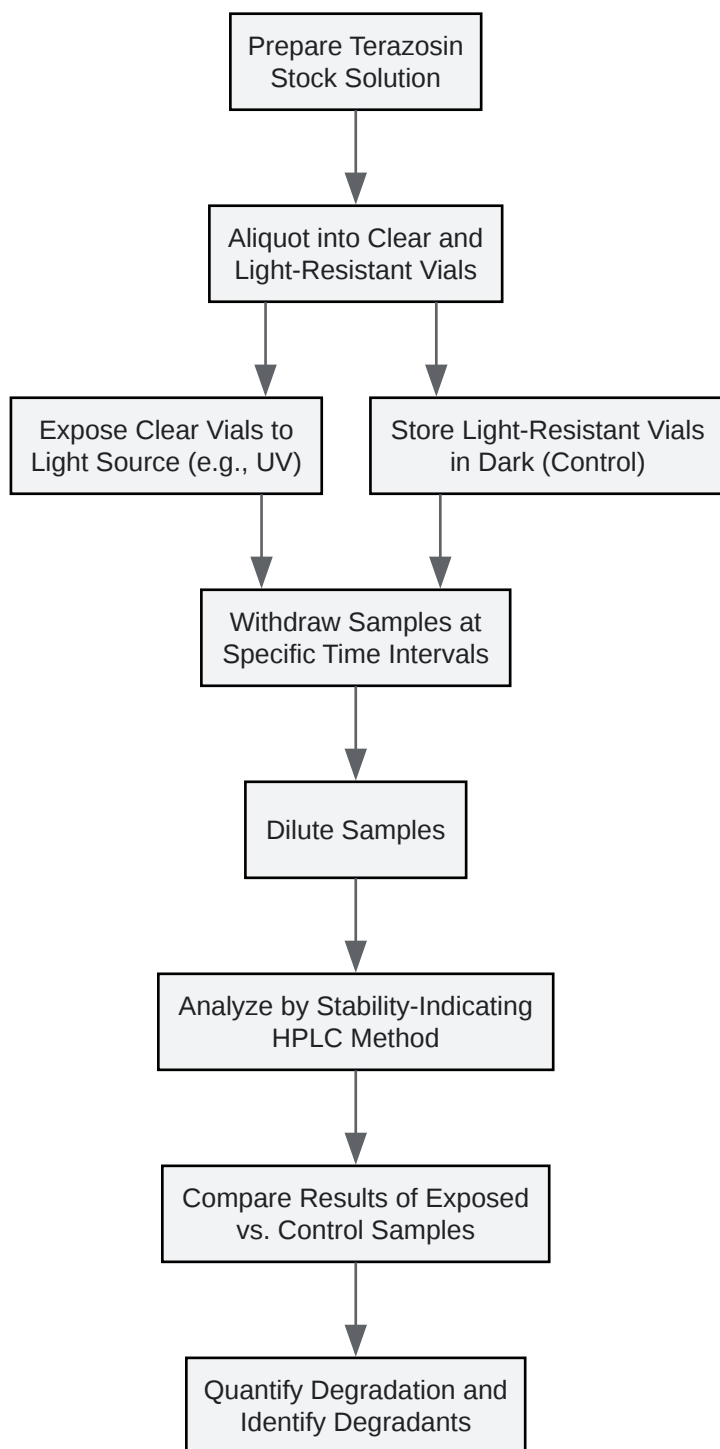 Prepare Terazosin
Stock Solution
Aliquot into Clear and
Light-Resistant Vials
Expose Clear Vials to
Light Source (e.g., UV)
Store Light-Resistant Vials
in Dark (Control)
Withdraw Samples at
Specific Time Intervals
Dilute Samples
Analyze by Stability-Indicating
HPLC Method
Compare Results of Exposed
vs. Control Samples
Quantify Degradation and
Identify Degradants